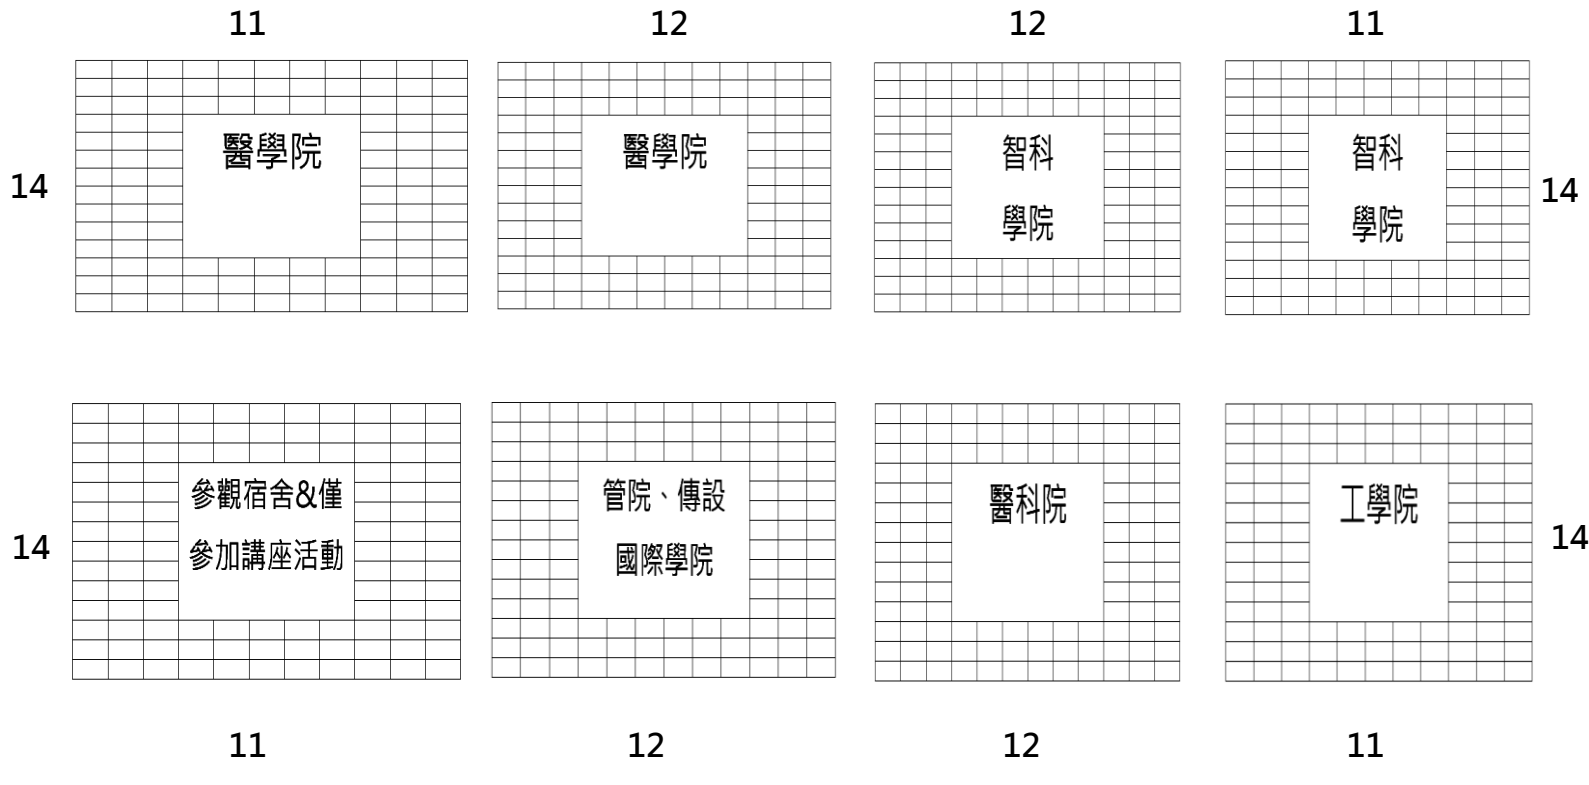 11
12
12
11
14
醫學院
醫學院
智科
學院
智科
學院
14
14
參觀宿舍&僅
參加講座活動
管院、傳設
國際學院
醫科院
工學院
14
11
12
12
11